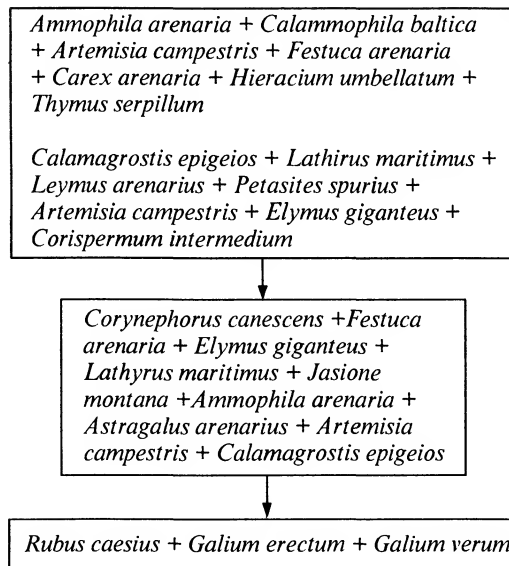 Ammophila arenaria + Calammophila baltica
+ Artemisia campestris + Festuca arenaria
+ Carex arenaria + Hieracium umbellatum +
Thymus serpillum
Calamagrostis epigeios + Lathirus maritimus +
Leymus arenarius + Petasites spurius +
Artemisia campestris + Elymus giganteus +
Corispermum intermedium
Corynephorus canescens +Festuca
arenaria + Elymus giganteus +
Lathyrus maritimus + Jasione
montana +Ammophila arenaria +
Astragalus arenarius + Artemisia
campestris + Calamagrostis epigeios
Rubus caesius + Galium erectum + Galium verum